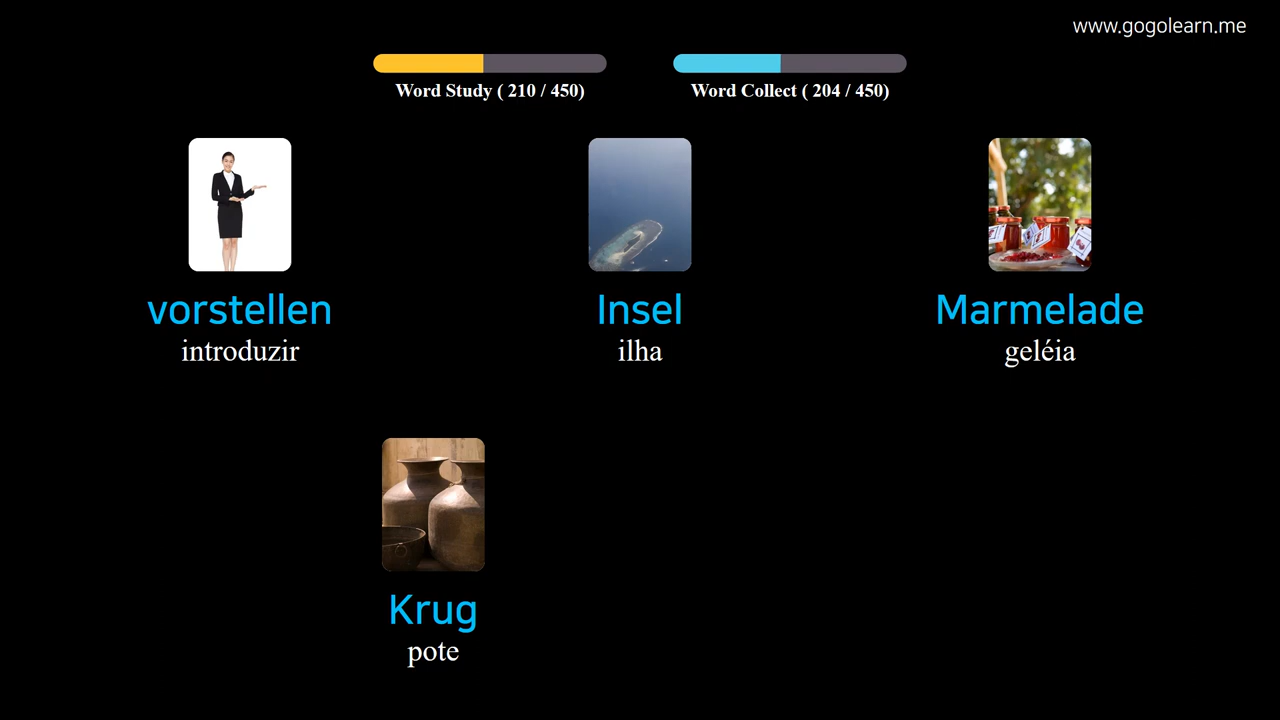 www.gogolearn.me
Word Study ( 210 / 450)
Word Collect ( 204 / 450)
vorstellen
introduzir
Insel
ilha
Marmelade
geléia
Krug
pote